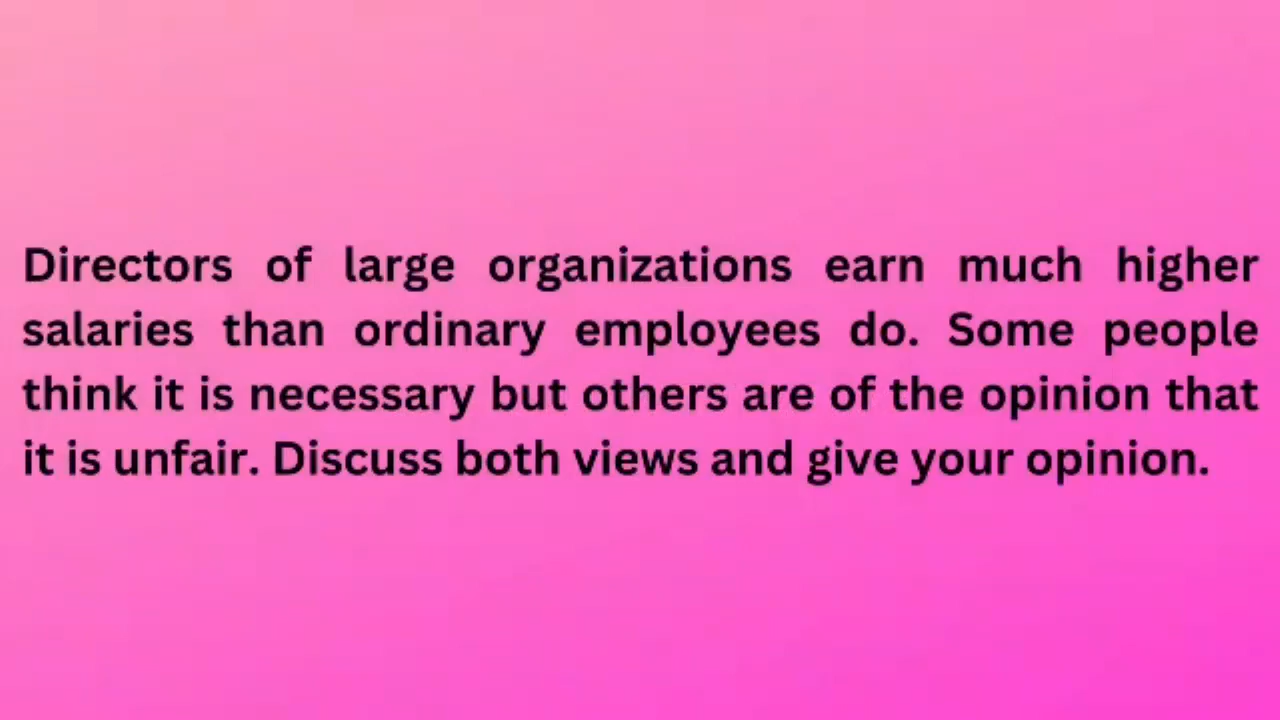 Directors of large organizations earn much higher
salaries than ordinary employees do. Some people
think it is necessary but others are of the opinion that
it is unfair. Discuss both views and give your opinion.